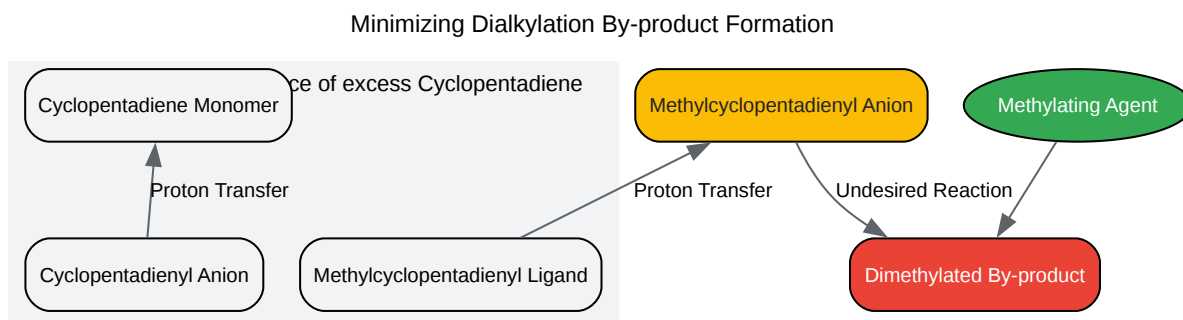 Minimizing Dialkylation By-product Formation
ce of excess Cyclopentadiene
Cyclopentadiene Monomer
Methylcyclopentadienyl Anion
Methylating Agent
Proton Transfer
Proton Transfer
Undesired Reaction
Cyclopentadienyl Anion
Methylcyclopentadienyl Ligand
Dimethylated By-product